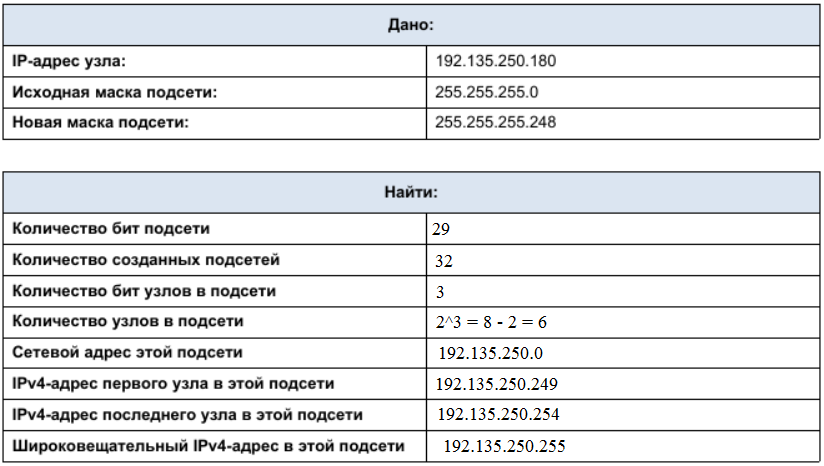 Дано:
IP-адрес узла: 192.135.250.180
Исходная маска подсети: 255.255.255.0
Новая маска подсети: 255.255.255.248
Найти:
Количество бит подсети 29
Количество созданных подсетей 32
Количество бит узлов в подсети 3
Количество узлов в подсети 2^3 = 8 - 2 = 6
Сетевой адрес этой подсети 192.135.250.0
IPv4-адрес первого узла в этой подсети 192.135.250.249
IPv4-адрес последнего узла в этой подсети 192.135.250.254
Широковещательный IPv4-адрес в этой подсети 192.135.250.255